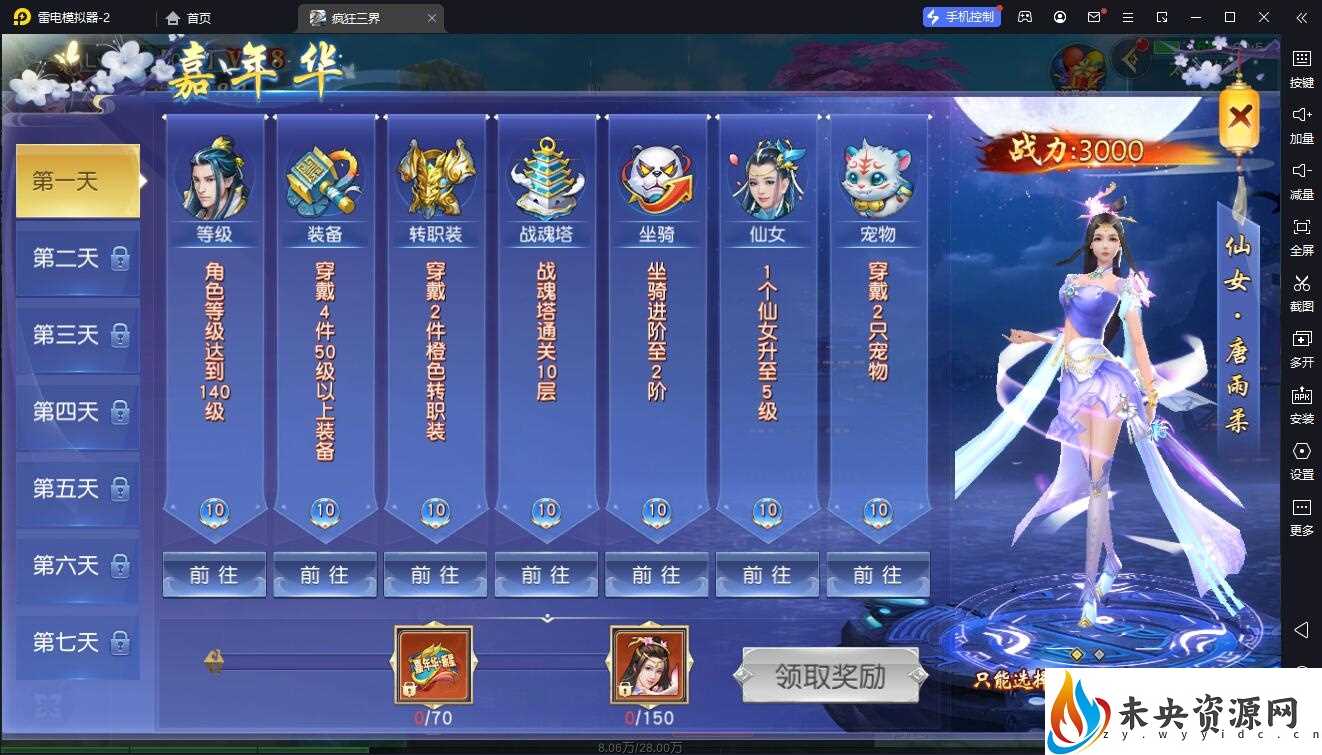 雷电模拟器-2
首页
疯狂三界
手机控制
嘉年华
第一天
第二天
第三天
第四天
第五天
第六天
第七天
等级
角色等级达到140级
10
前往
装备
穿戴4件50级以上装备
10
前往
转职装
穿戴2件橙色转职装
10
前往
战魂塔
战魂塔通关10层
10
前往
坐骑
坐骑进阶至2阶
10
前往
仙女
1个仙女升至5级
10
前往
宠物
穿戴2只宠物
10
前往
战力:3000
仙女·唐雨柔
嘉年华·新星
0/70
0/150
领取奖励
只能选择
8.06万/28.00万
按键
加量
减量
全屏
截图
多开
APK
安装
设置
更多
未央资源网
zy.wyyidc.cn